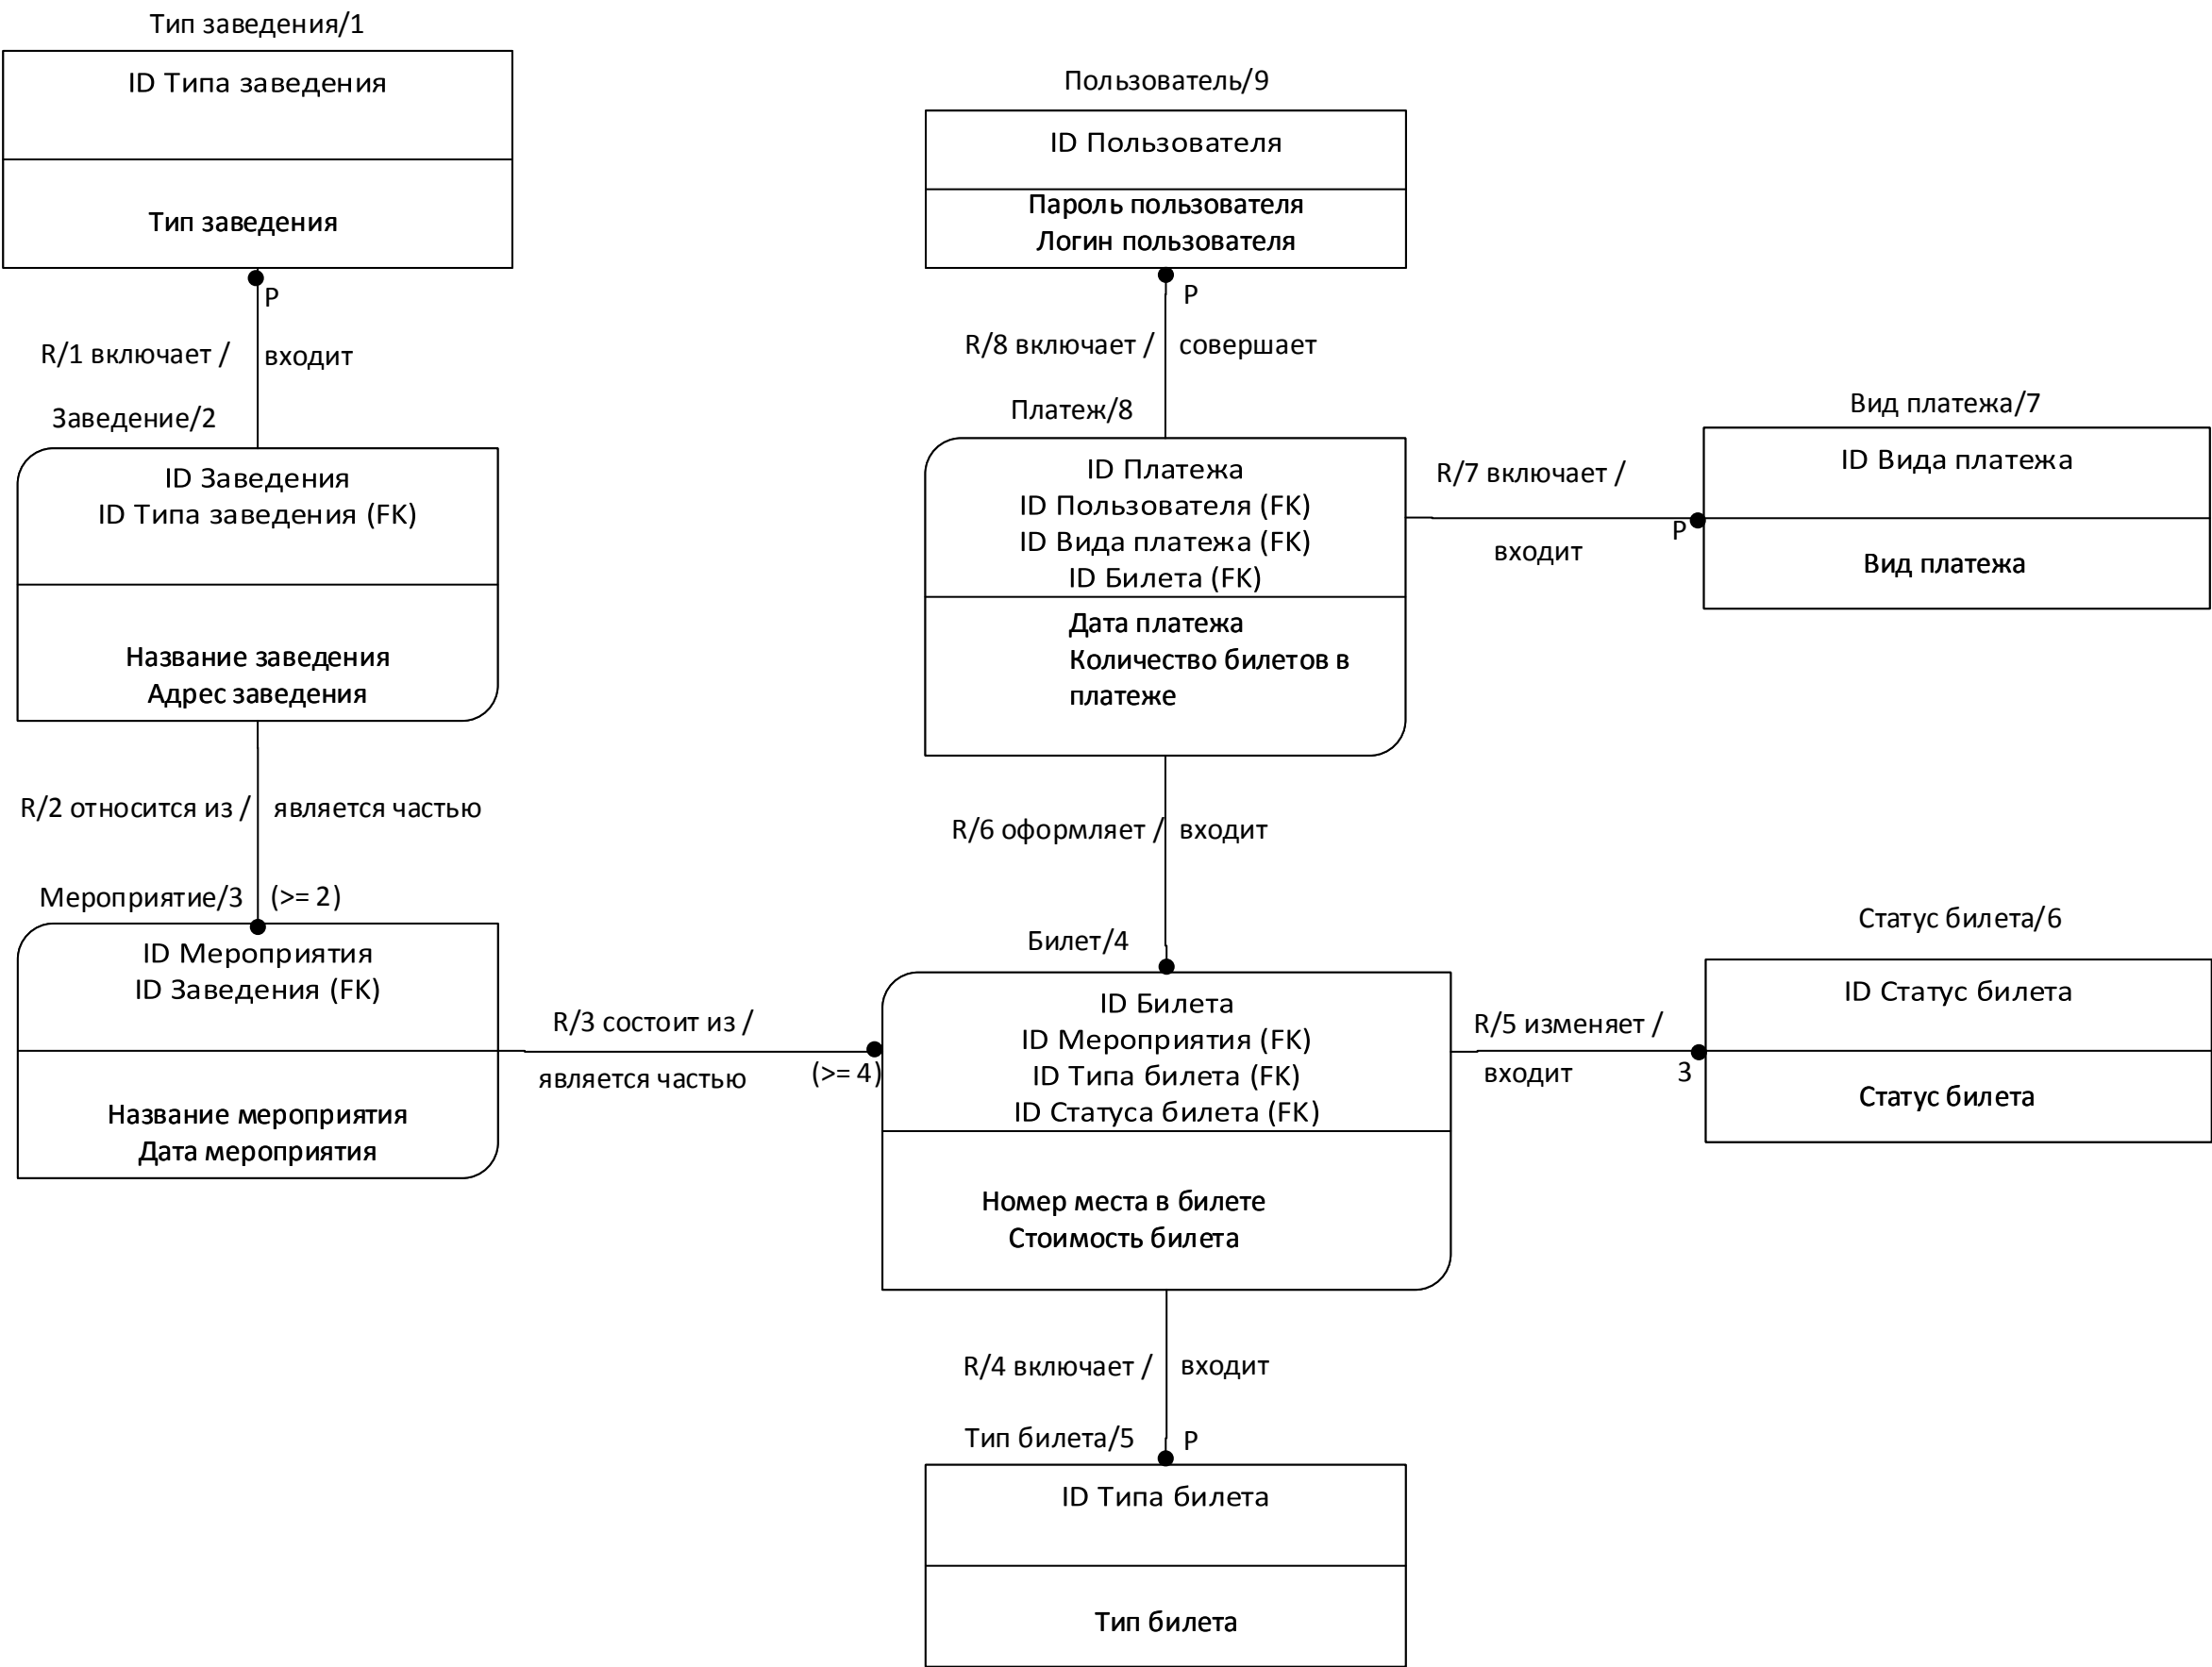 Тип заведения/1
ID Типа заведения
Тип заведения
P
R/1 включает /
входит
Заведение/2
ID Заведения
ID Типа заведения (FK)
Название заведения
Адрес заведения
R/2 относится из /
является частью
Мероприятие/3
(>= 2)
ID Мероприятия
ID Заведения (FK)
Название мероприятия
Дата мероприятия
R/3 состоит из /
является частью
(>= 4)
Пользователь/9
ID Пользователя
Пароль пользователя
Логин пользователя
P
R/8 включает /
совершает
Платеж/8
ID Платежа
ID Пользователя (FK)
ID Вида платежа (FK)
ID Билета (FK)
Дата платежа
Количество билетов в
платеже
R/7 включает /
входит
P
Вид платежа/7
ID Вида платежа
Вид платежа
R/6 оформляет /
входит
Билет/4
ID Билета
ID Мероприятия (FK)
ID Типа билета (FK)
ID Статуса билета (FK)
Номер места в билете
Стоимость билета
R/5 изменяет /
входит
3
Статус билета/6
ID Статус билета
Статус билета
R/4 включает /
входит
Тип билета/5
P
ID Типа билета
Тип билета